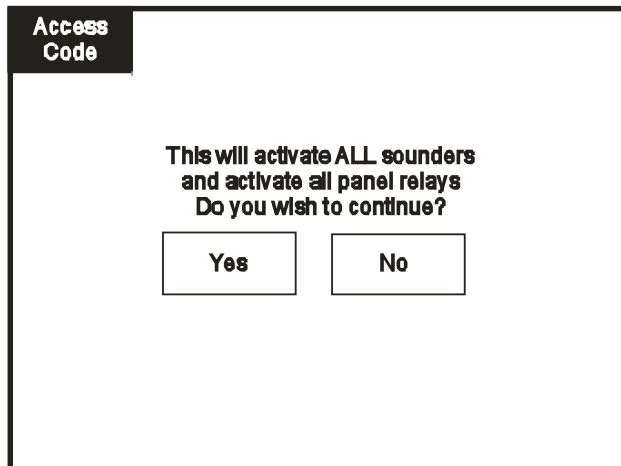 Access
Code
This will activate ALL sounders
and activate all panel relays
Do you wish to continue?
Yes
No